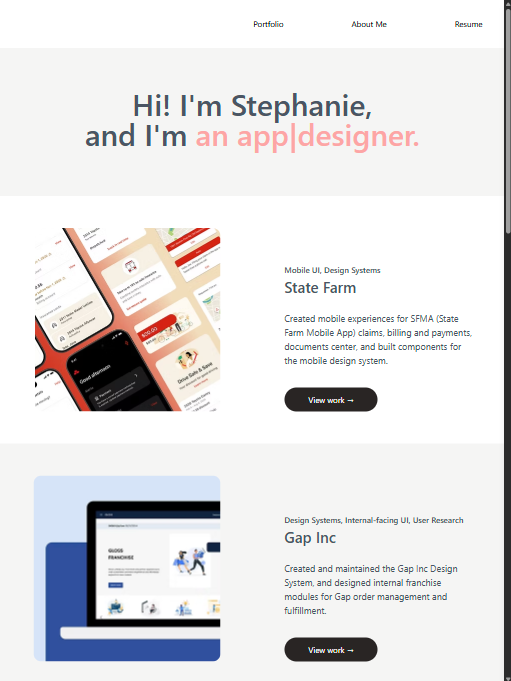 Portfolio
About Me
Resume
Hi! I'm Stephanie,
and I'm an app|designer.
Good afternoon
$20.00
Drive Safe & Save
Mobile UI, Design Systems
State Farm
Created mobile experiences for SFMA (State
Farm Mobile App) claims, billing and payments,
documents center, and built components for
the mobile design system.
View work →
GLOSS
FRANCHISE
Design Systems, Internal-facing UI, User Research
Gap Inc
Created and maintained the Gap Inc Design
System, and designed internal franchise
modules for Gap order management and
fulfillment.
View work →